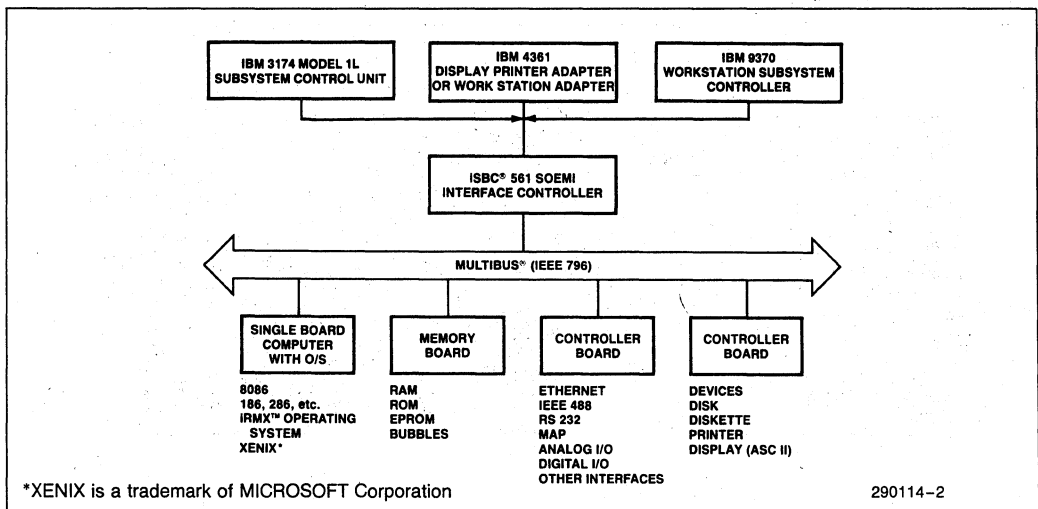 IBM 3174 MODEL 1L
SUBSYSTEM CONTROL UNIT
IBM 4361
DISPLAY PRINTER ADAPTER
OR WORK STATION ADAPTER
IBM 9370
WORKSTATION SUBSYSTEM
CONTROLLER
iSBC® 561 SOEMI
INTERFACE CONTROLLER
MULTIBUS® (IEEE 796)
SINGLE BOARD
COMPUTER
WITH O/S
8086
186, 286, etc.
iRMX™ OPERATING
SYSTEM
XENIX*
MEMORY
BOARD
RAM
ROM
EPROM
BUBBLES
CONTROLLER
BOARD
ETHERNET
IEEE 488
RS 232
MAP
ANALOG I/O
DIGITAL I/O
OTHER INTERFACES
CONTROLLER
BOARD
DEVICES
DISK
DISKETTE
PRINTER
DISPLAY (ASC II)
*XENIX is a trademark of MICROSOFT Corporation
290114–2